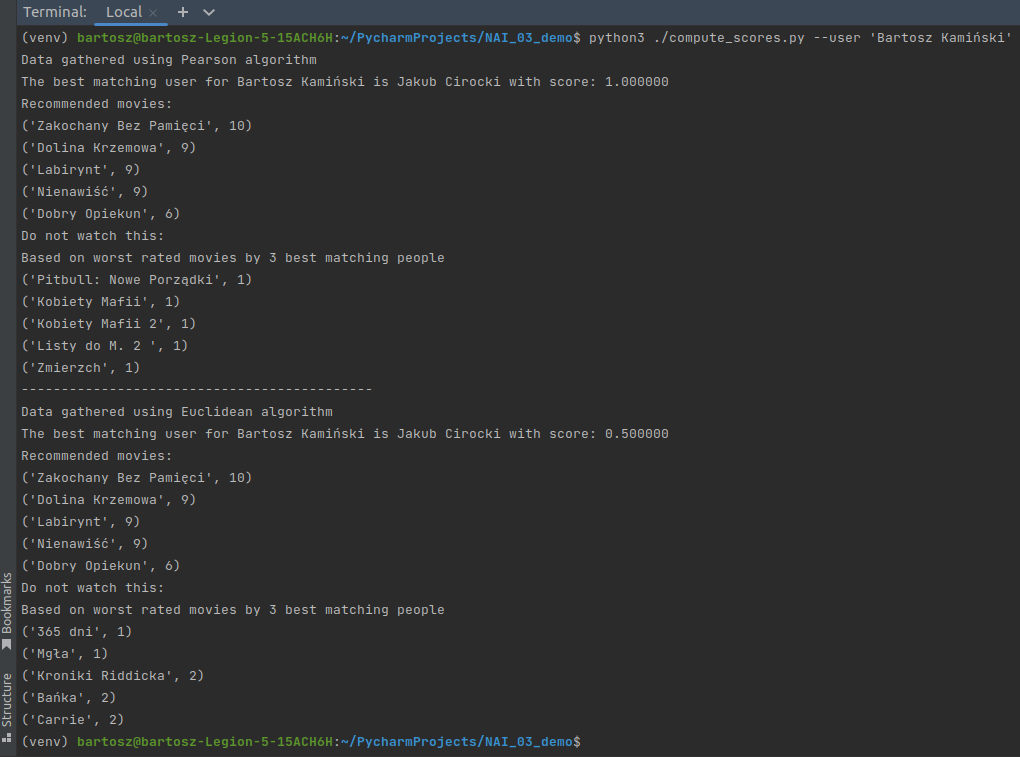 Terminal: Local × +
(venv) bartosz@bartosz-Legion-5-15ACH6H:~/PycharmProjects/NAI_03_demo$ python3 ./compute_scores.py --user 'Bartosz Kamiński'
Data gathered using Pearson algorithm
The best matching user for Bartosz Kamiński is Jakub Cirocki with score: 1.000000
Recommended movies:
('Zakochany Bez Pamięci', 10)
('Dolina Krzemowa', 9)
('Labirynt', 9)
('Nienawiść', 9)
('Dobry Opiekun', 6)
Do not watch this:
Based on worst rated movies by 3 best matching people
('Pitbull: Nowe Porządki', 1)
('Kobiety Mafii', 1)
('Kobiety Mafii 2', 1)
('Listy do M. 2 ', 1)
('Zmierzch', 1)
--------------------------------------------
Data gathered using Euclidean algorithm
The best matching user for Bartosz Kamiński is Jakub Cirocki with score: 0.500000
Recommended movies:
('Zakochany Bez Pamięci', 10)
('Dolina Krzemowa', 9)
('Labirynt', 9)
('Nienawiść', 9)
('Dobry Opiekun', 6)
Do not watch this:
Based on worst rated movies by 3 best matching people
('365 dni', 1)
('Mgła', 1)
('Kroniki Riddicka', 2)
('Bańka', 2)
('Carrie', 2)
(venv) bartosz@bartosz-Legion-5-15ACH6H:~/PycharmProjects/NAI_03_demo$
Bookmarks
Structure